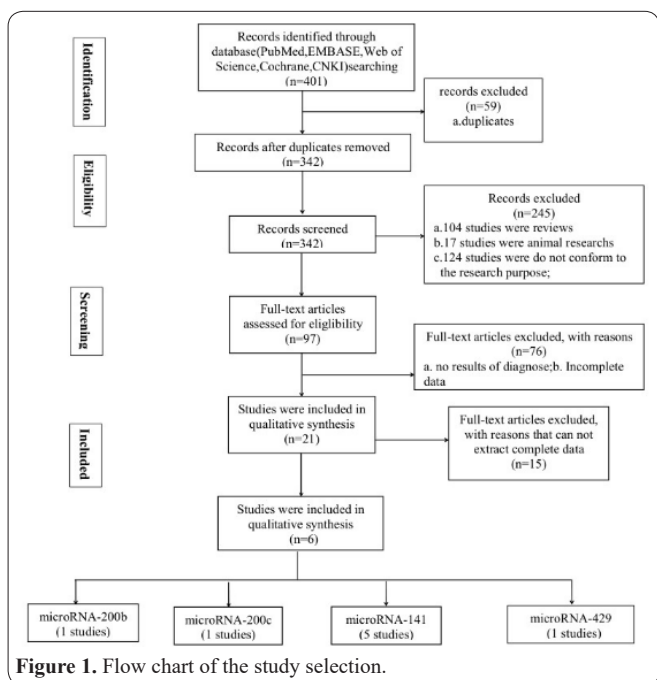 Identification
Records identified through
database(PubMed,EMBASE,Web of
Science,Cochrane,CNKI)searching
(n=401)
records excluded
(n=59)
a.duplicates
Records after duplicates removed
(n=342)
Eligibility
Records excluded
(n=245)
a.104 studies were reviews
b.17 studies were animal researchs
c.124 studies were do not conform to
the research purpose;
Records screened
(n=342)
Screening
Full-text articles
assessed for eliglibility
(n=97)
Full-text articles excluded, with reasons
(n=76)
a. no results of diagnose;b. Incomplete
data
Studies were included in
qualitative synthesis
(n=21)
Full-text articles excluded,
with reasons that can not
extract complete data
(n=15)
Included
Studies were included in
qualitative synthesis
(n=6)
microRNA-200b
(1 studies)
microRNA-200c
(1 studies)
microRNA-141
(5 studies)
microRNA-429
(1 studies)
Figure 1. Flow chart of the study selection.